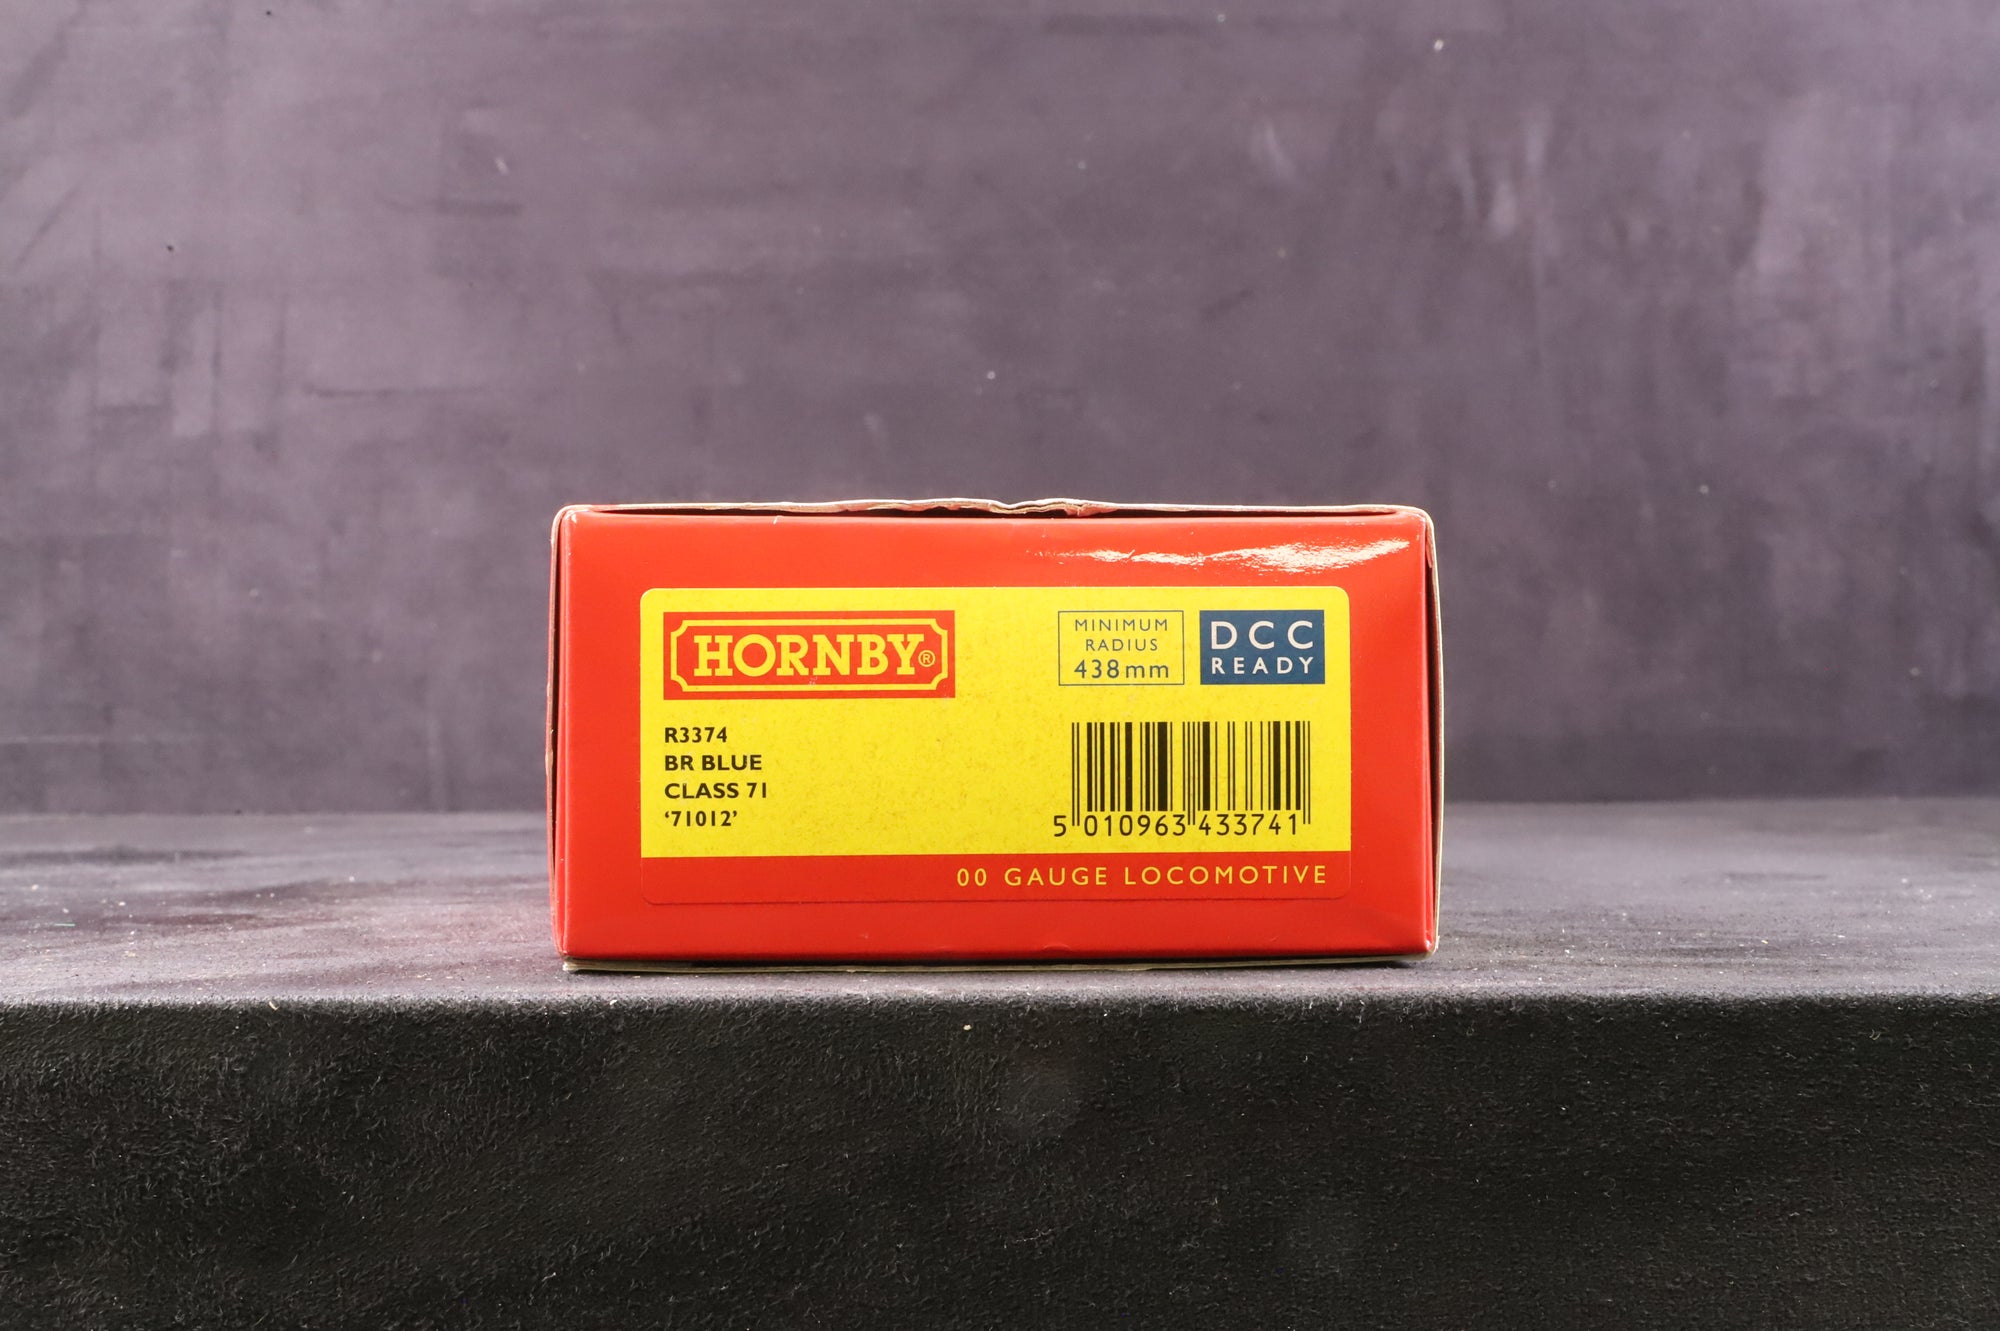 HORNBY®
MINIMUM
RADIUS
438mm
DCC
READY
R3374
BR BLUE
CLASS 71
‘71012’
5 010963 433741
00 GAUGE LOCOMOTIVE